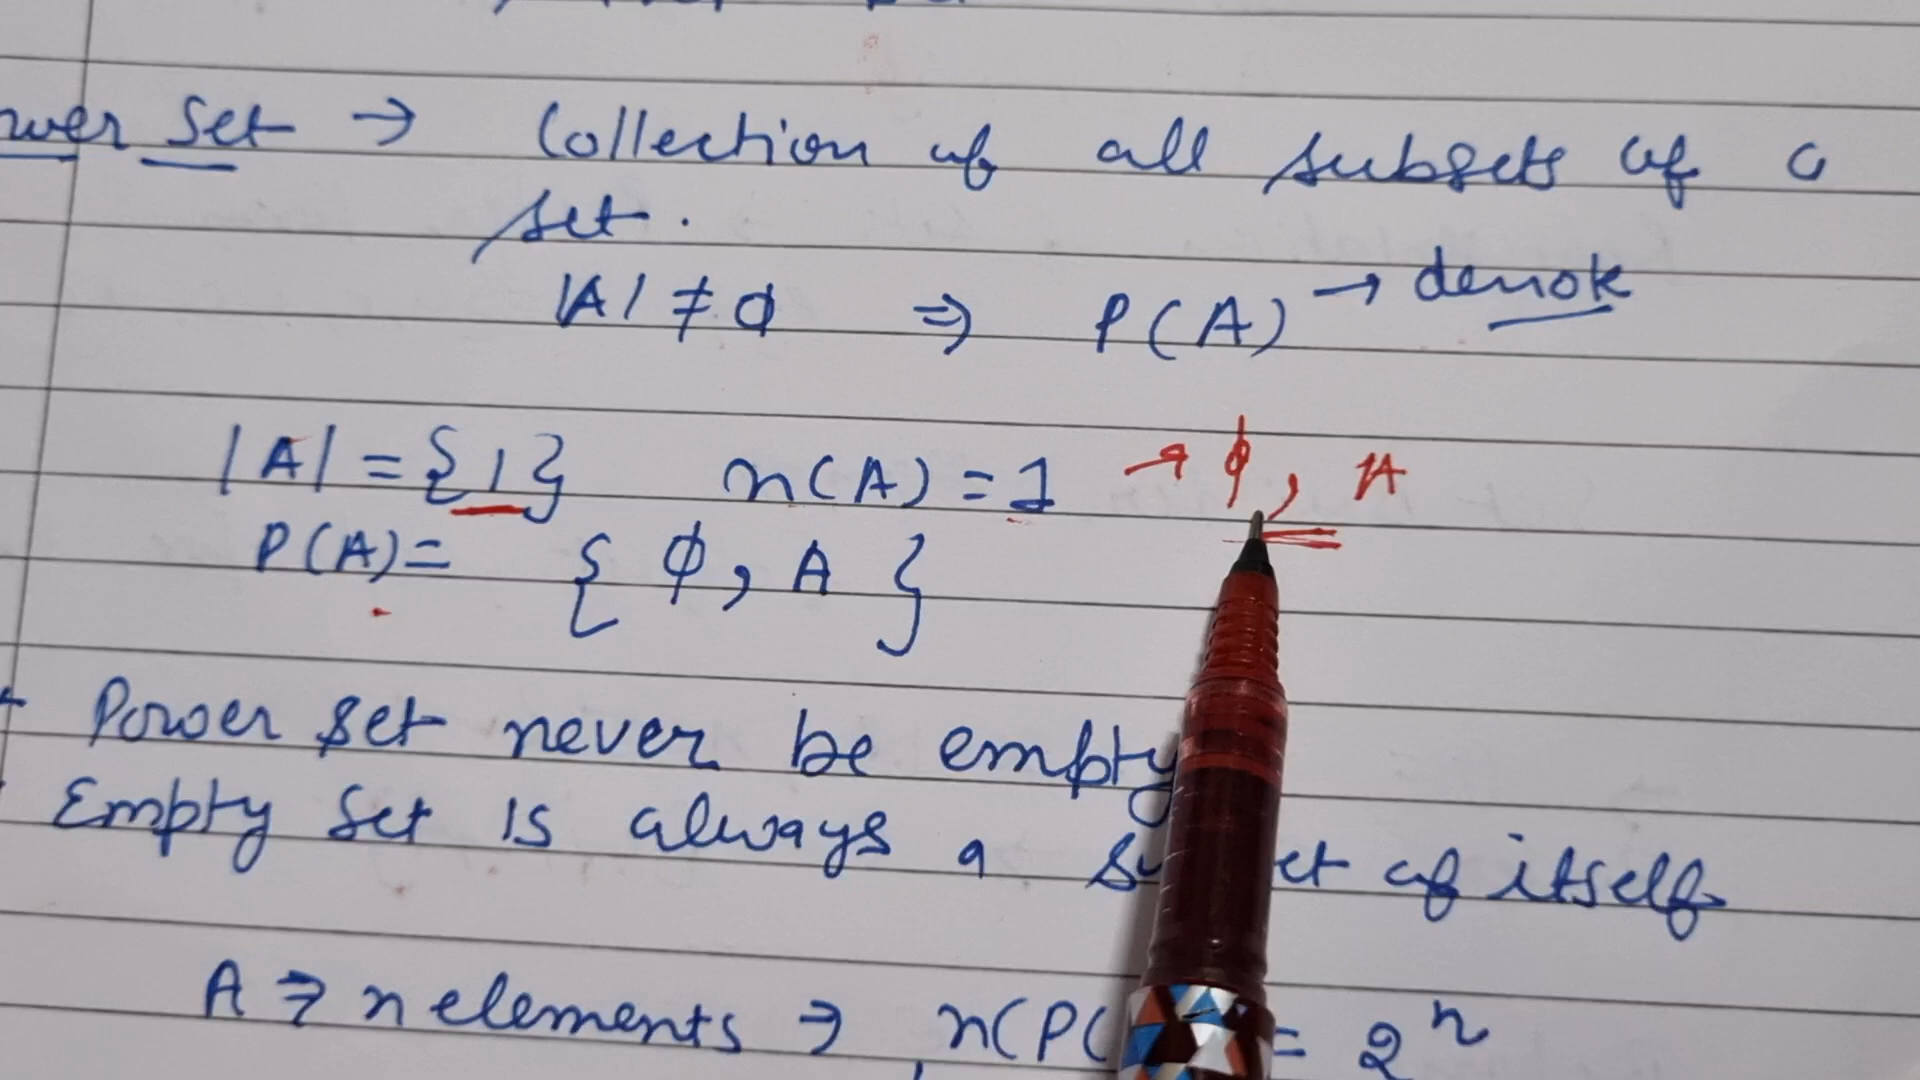 wer Set → Collection of all subsets of a
set.
|A| ≠ ϕ ⇒ P(A) → denote
|A| = {1} n(A) = 1 → ϕ, A
P(A) = { ϕ, A }
Power set never be empty
Empty Set is always a su et of itself
A ⇒ n elements → n(P( = 2ⁿ